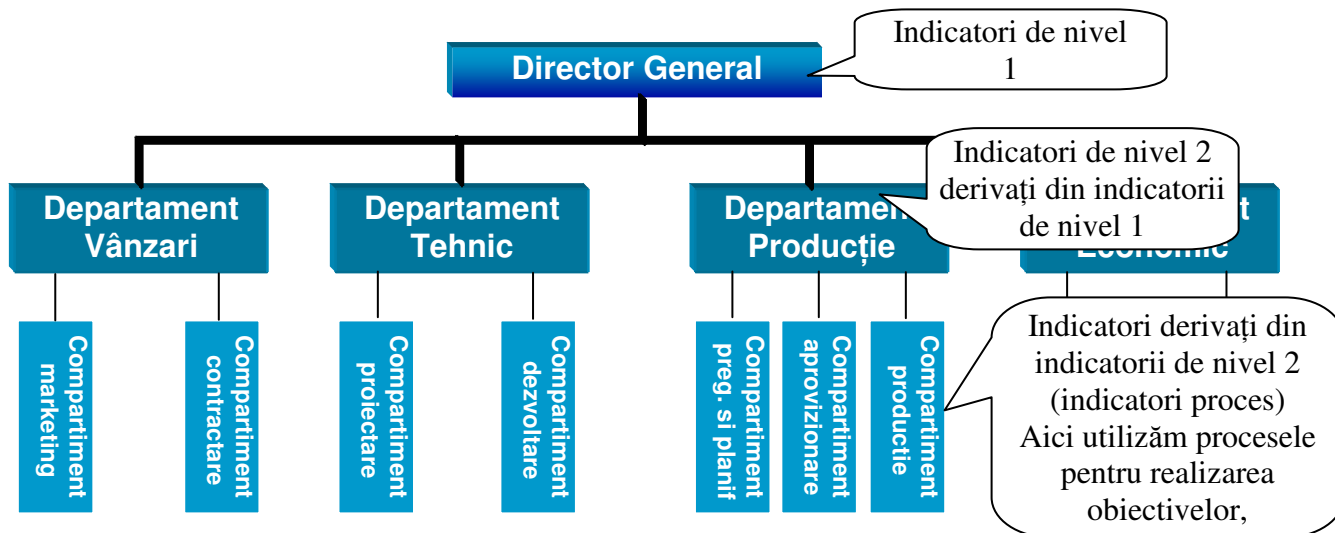 Indicatori de nivel
1
Director General
Indicatori de nivel 2
derivați din indicatorii
de nivel 1
Departament
Vânzari
Departament
Tehnic
Departamen
Producție
t
Economic
Compartiment
marketing
Compartiment
contractare
Compartiment
proiectare
Compartiment
dezvoltare
Compartiment
preg. si planif
Compartiment
aprovizionare
Compartiment
productie
Indicatori derivați din
indicatorii de nivel 2
(indicatori proces)
Aici utilizăm procesele
pentru realizarea
obiectivelor,